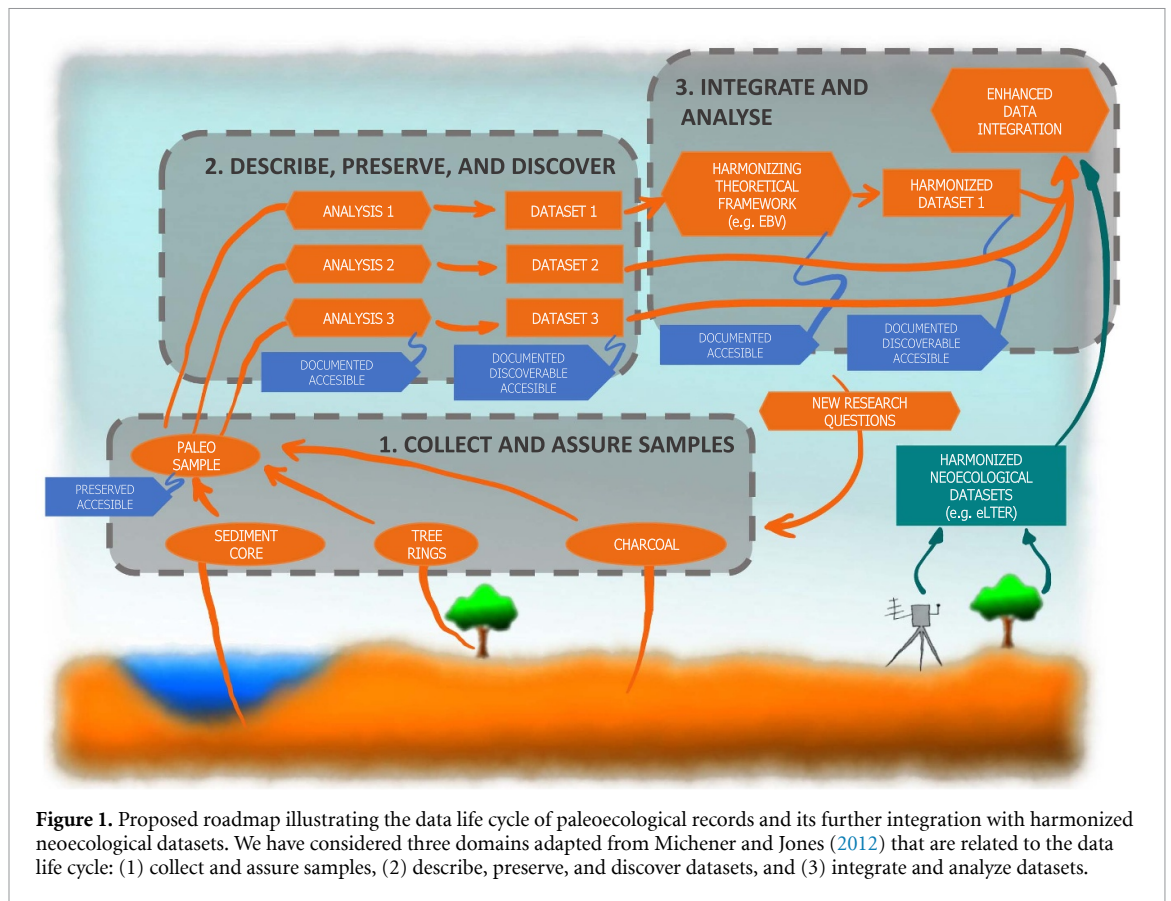 3. INTEGRATE AND
ANALYSE
ENHANCED
DATA
INTEGRATION
2. DESCRIBE, PRESERVE, AND DISCOVER
HARMONIZING
THEORETICAL
FRAMEWORK
(e.g. EBV)
HARMONIZED
DATASET 1
ANALYSIS 1
DATASET 1
ANALYSIS 2
DATASET 2
ANALYSIS 3
DATASET 3
DOCUMENTED
ACCESIBLE
DOCUMENTED
DISCOVERABLE
ACCESIBLE
DOCUMENTED
ACCESIBLE
DOCUMENTED
DISCOVERABLE
ACCESIBLE
NEW RESEARCH
QUESTIONS
1. COLLECT AND ASSURE SAMPLES
PALEO
SAMPLE
PRESERVED
ACCESIBLE
SEDIMENT
CORE
TREE
RINGS
CHARCOAL
HARMONIZED
NEOECOLOGICAL
DATASETS
(e.g. eLTER)
Figure 1. Proposed roadmap illustrating the data life cycle of paleoecological records and its further integration with harmonized
neoecological datasets. We have considered three domains adapted from Michener and Jones (2012) that are related to the data
life cycle: (1) collect and assure samples, (2) describe, preserve, and discover datasets, and (3) integrate and analyze datasets.